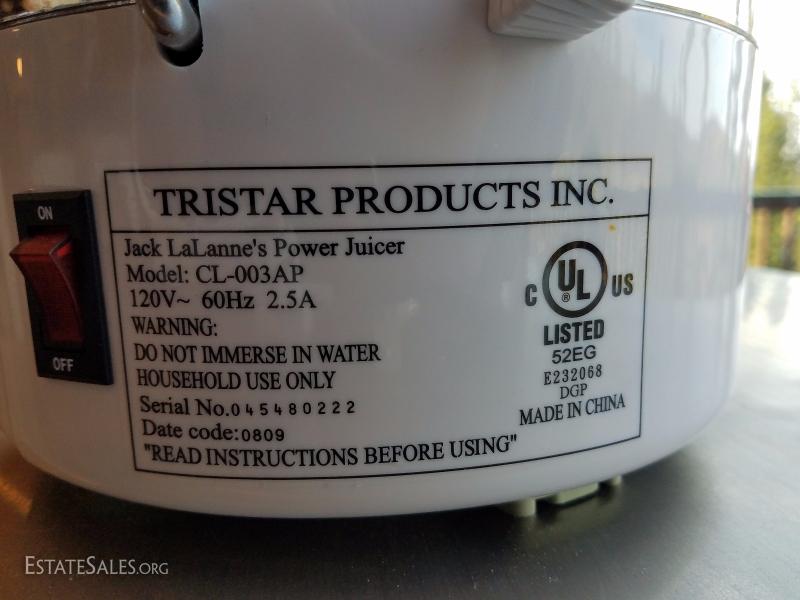 ON
OFF
TRISTAR PRODUCTS INC.
Jack LaLanne's Power Juicer
Model: CL-003AP
120V~ 60Hz 2.5A
WARNING:
DO NOT IMMERSE IN WATER
HOUSEHOLD USE ONLY
Serial No.045480222
Date code:0809
"READ INSTRUCTIONS BEFORE USING"
C UL® US
LISTED
52EG
E232068
DGP
MADE IN CHINA
ESTATESALES.ORG